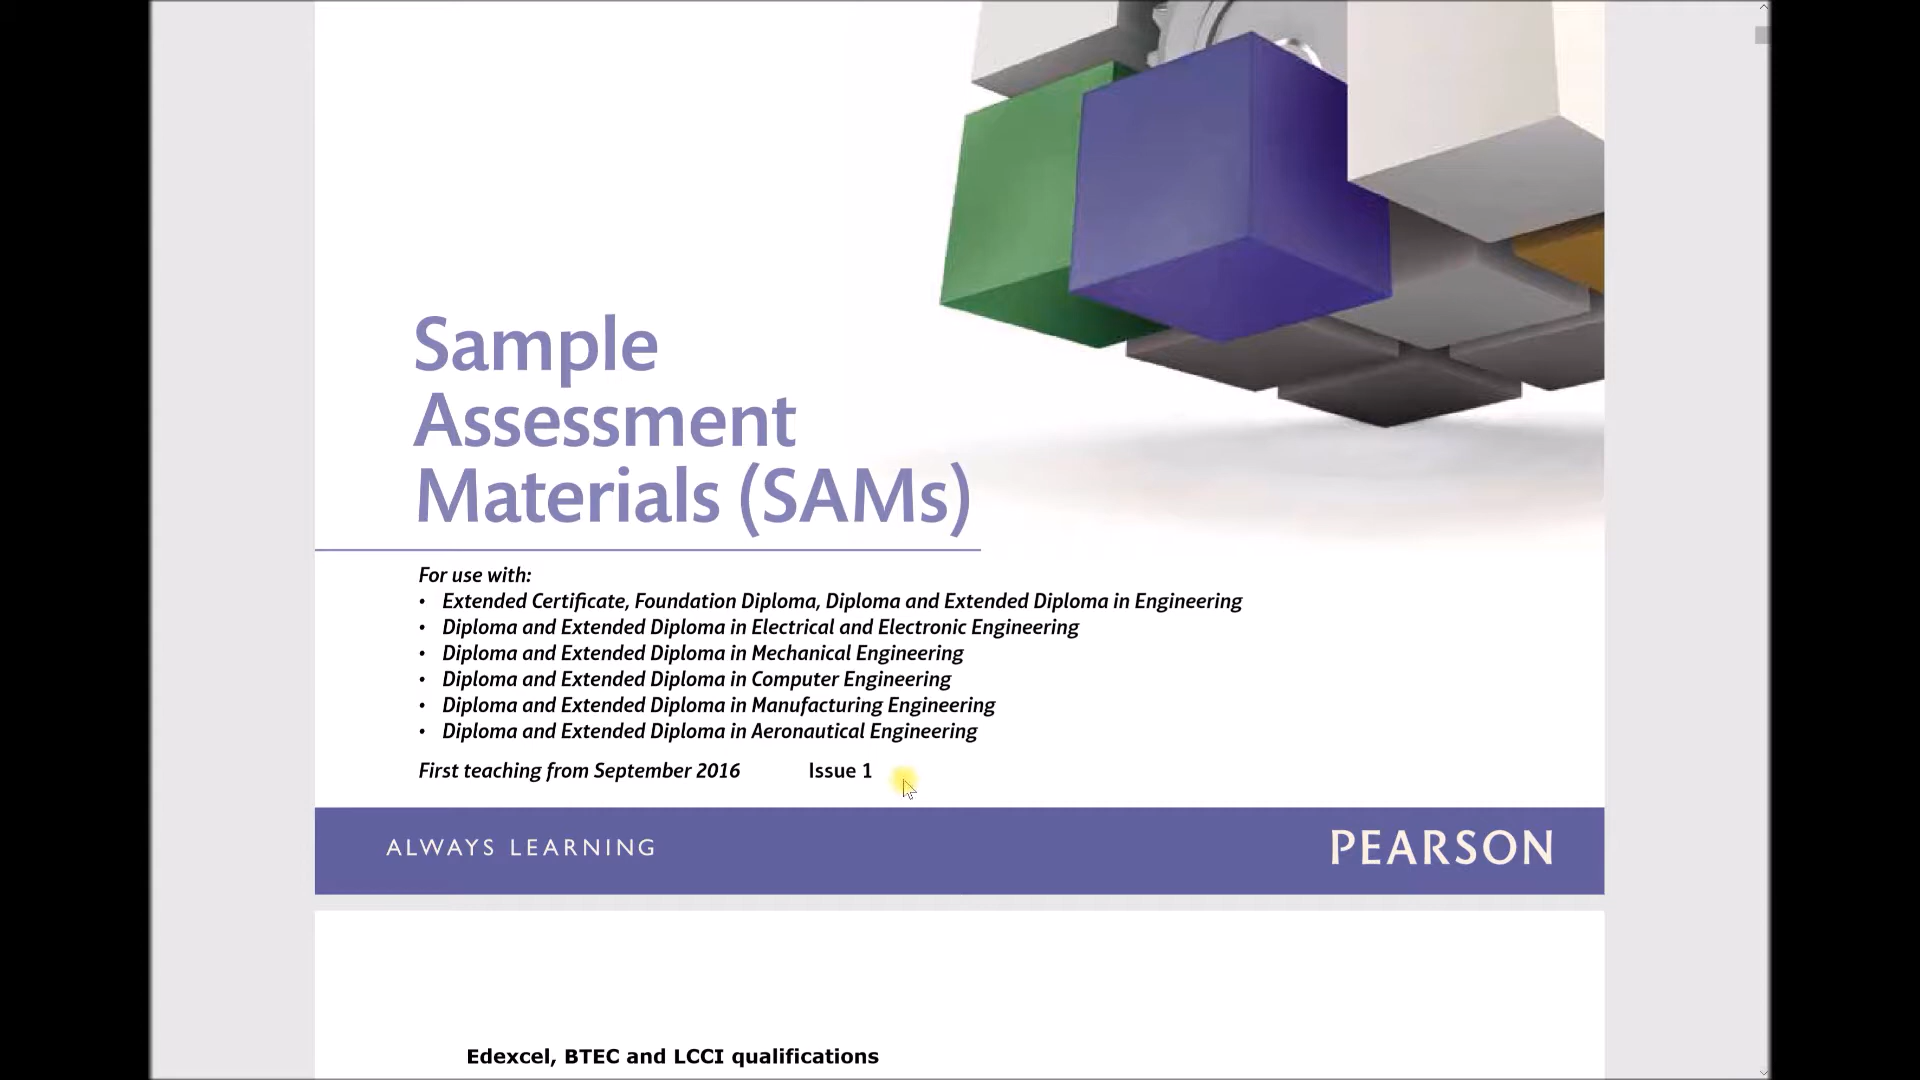 Sample
Assessment
Materials (SAMs)
For use with:
• Extended Certificate, Foundation Diploma, Diploma and Extended Diploma in Engineering
• Diploma and Extended Diploma in Electrical and Electronic Engineering
• Diploma and Extended Diploma in Mechanical Engineering
• Diploma and Extended Diploma in Computer Engineering
• Diploma and Extended Diploma in Manufacturing Engineering
• Diploma and Extended Diploma in Aeronautical Engineering
First teaching from September 2016 Issue 1
ALWAYS LEARNING PEARSON
Edexcel, BTEC and LCCI qualifications